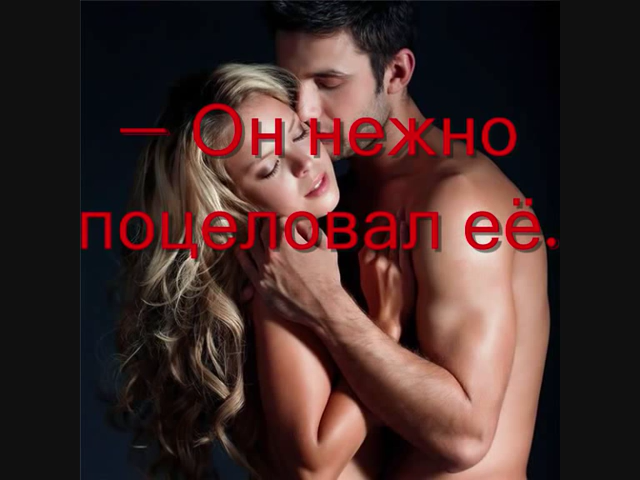 — Он нежно
поцеловал её.